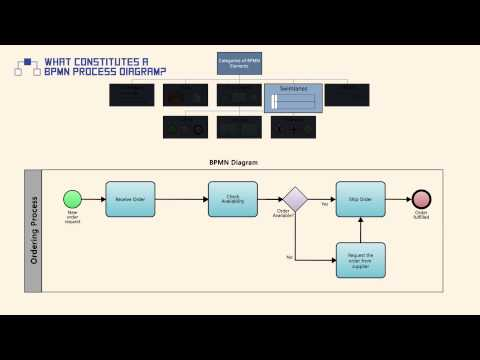 WHAT CONSTITUTES A
BPMN PROCESS DIAGRAM?
Categories of BPMN
Elements
Swimlanes
BPMN Diagram
Ordering Process
New
order
request
Receive Order
Check
Availability
Order
Available?
No
Ship Order
Order
fulfilled
No
Request the
order from
supplier